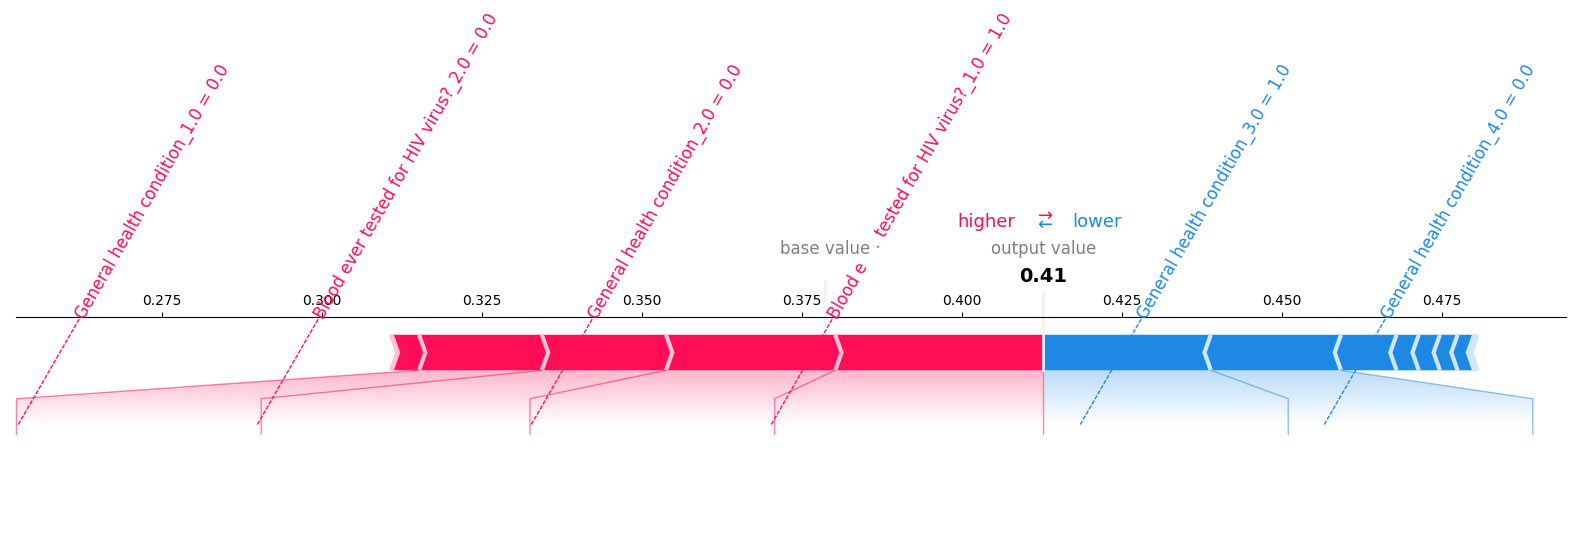 General health condition_1.0 = 0.0
Blood ever tested for HIV virus?_2.0 = 0.0
General health condition_2.0 = 0.0
Blood e tested for HIV virus?_1.0 = 1.0
General health condition_3.0 = 1.0
General health condition_4.0 = 0.0
higher ⇄ lower
base value output value
0.41
0.275 0.300 0.325 0.350 0.375 0.400 0.425 0.450 0.475